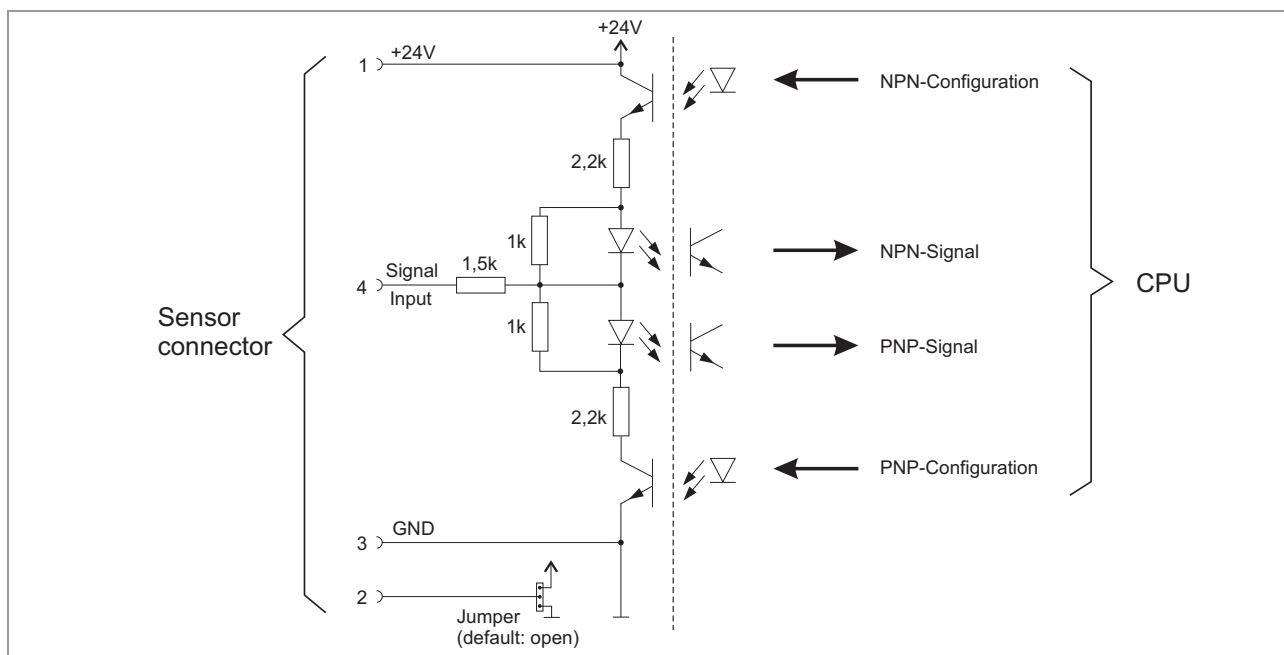 +24V
1
+24V
NPN-Configuration
2,2k
1k
NPN-Signal
4
Signal
Input
1,5k
CPU
Sensor
connector
1k
PNP-Signal
2,2k
PNP-Configuration
3
GND
2
Jumper
(default: open)